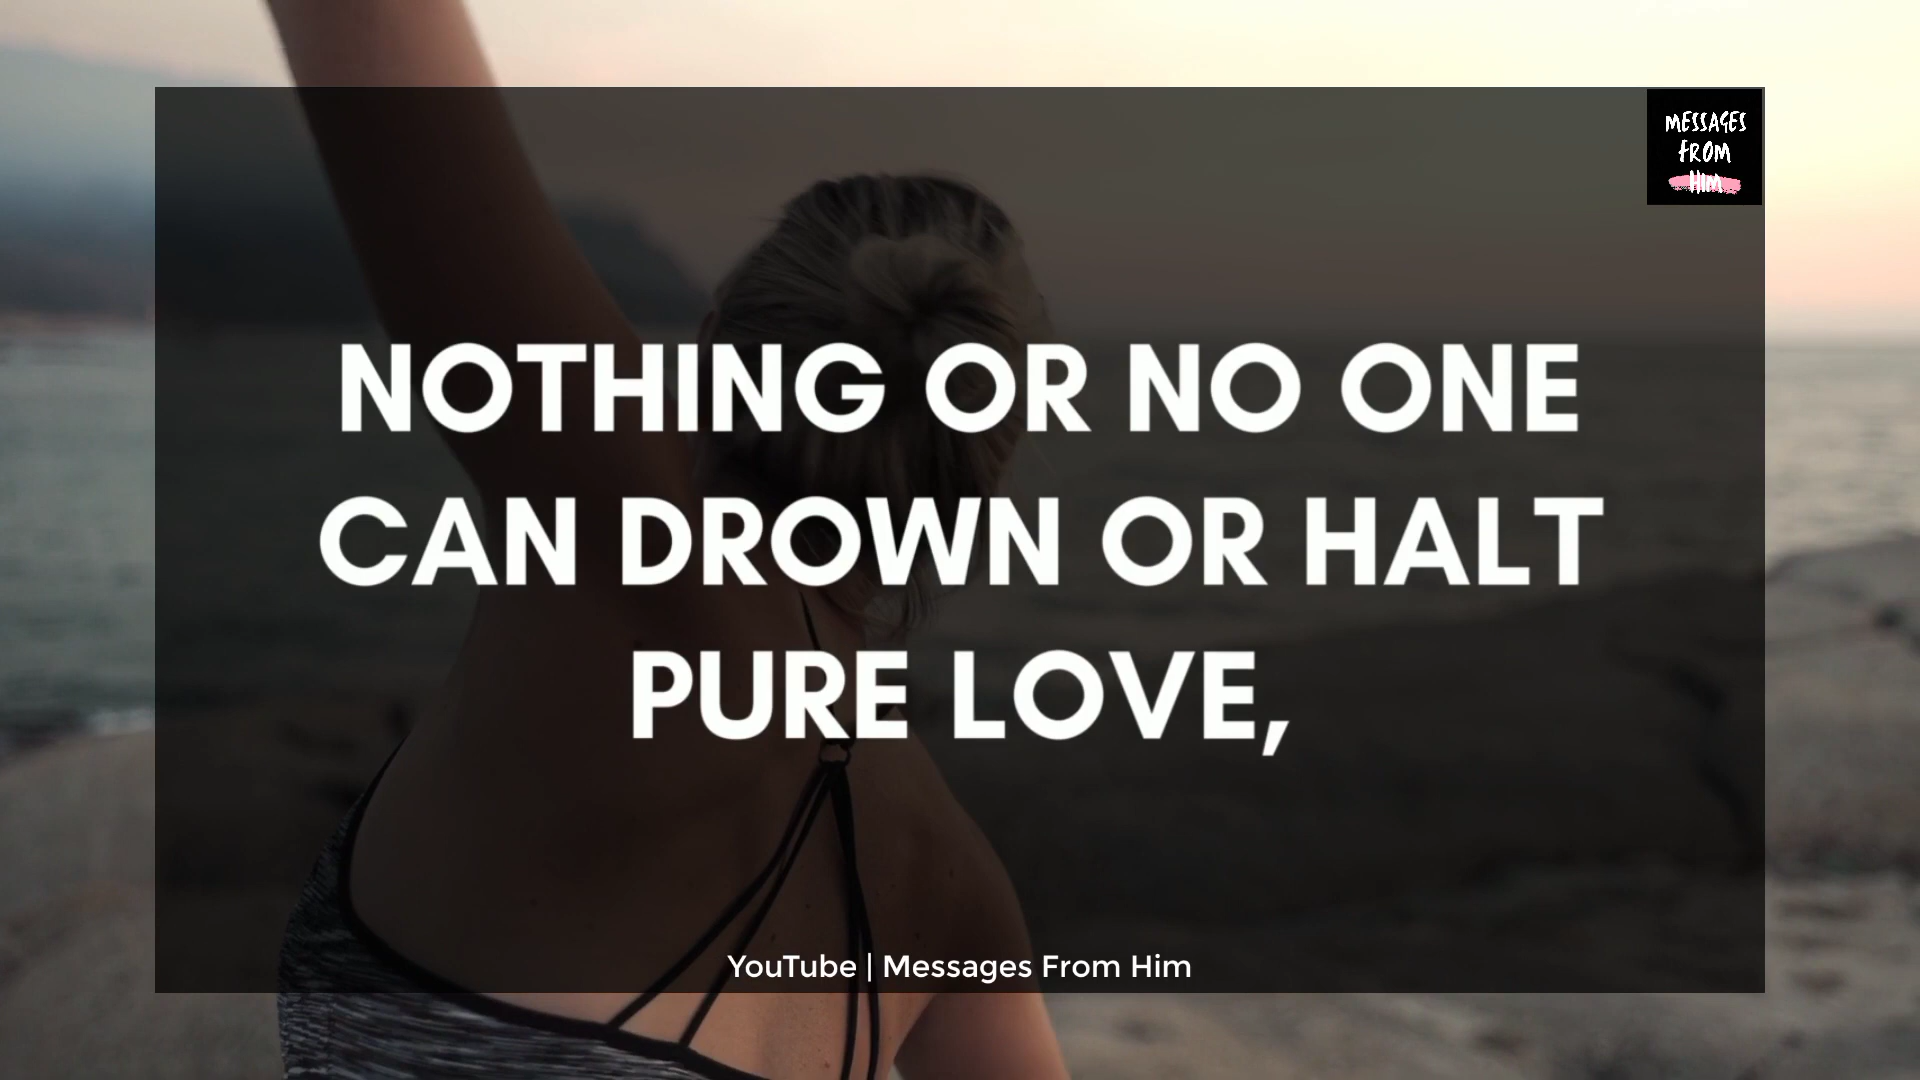 MESSAGES
FROM
HIM
NOTHING OR NO ONE
CAN DROWN OR HALT
PURE LOVE,
YouTube | Messages From Him